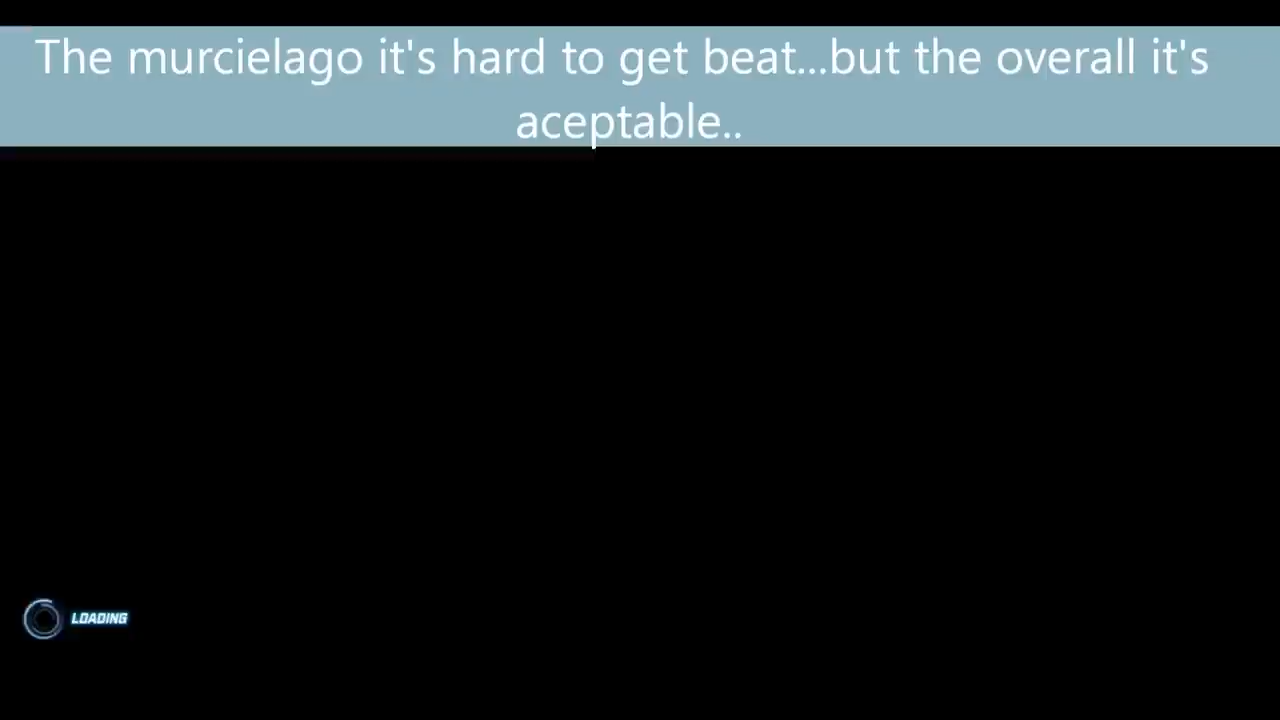 The murcielago it's hard to get beat...but the overall it's
aceptable..
LOADING